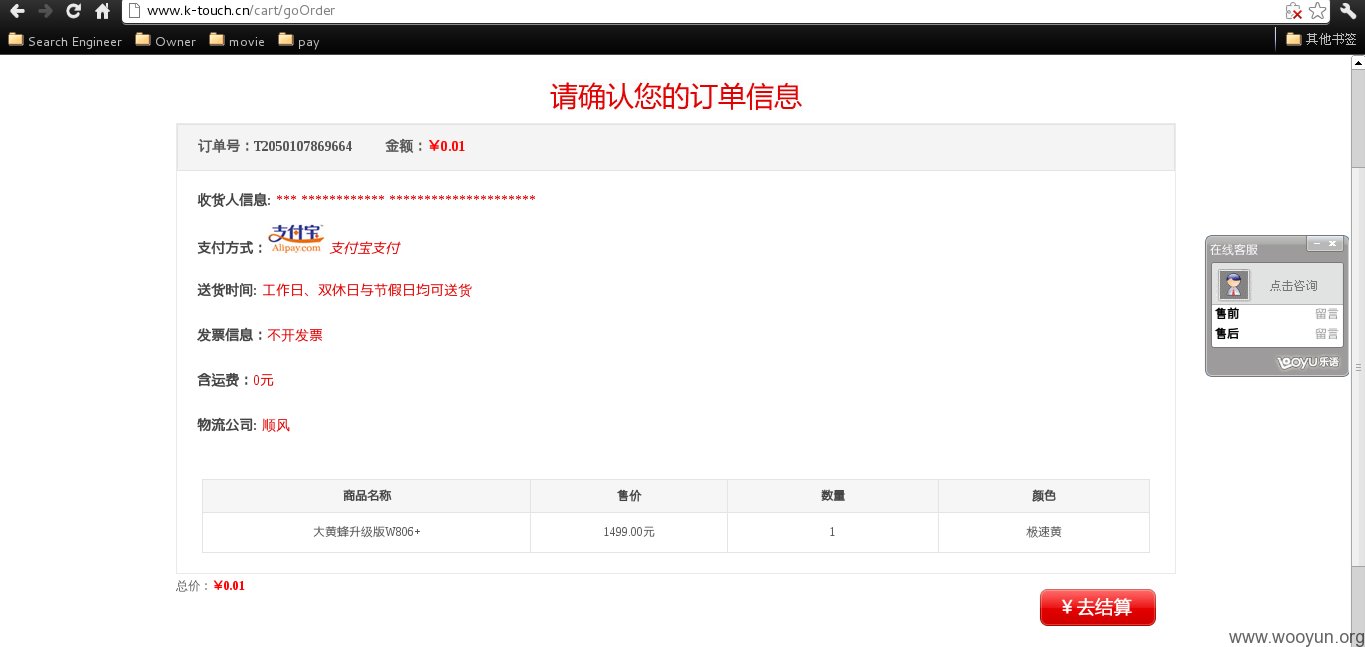 www.k-touch.cn/cart/goOrder
Search Engineer Owner movie pay 其他书签
请确认您的订单信息
订单号：T2050107869664 金额：￥0.01
收货人信息: *** ************ *********************
支付方式： 支付宝 Alipay.com 支付宝支付
送货时间: 工作日、双休日与节假日均可送货
发票信息：不开发票
含运费：0元
物流公司: 顺风
商品名称 售价 数量 颜色
大黄蜂升级版W806+ 1499.00元 1 极速黄
总价：￥0.01
￥去结算
在线客服
点击咨询
售前 留言
售后 留言
LOOYU乐语
www.wooyun.org